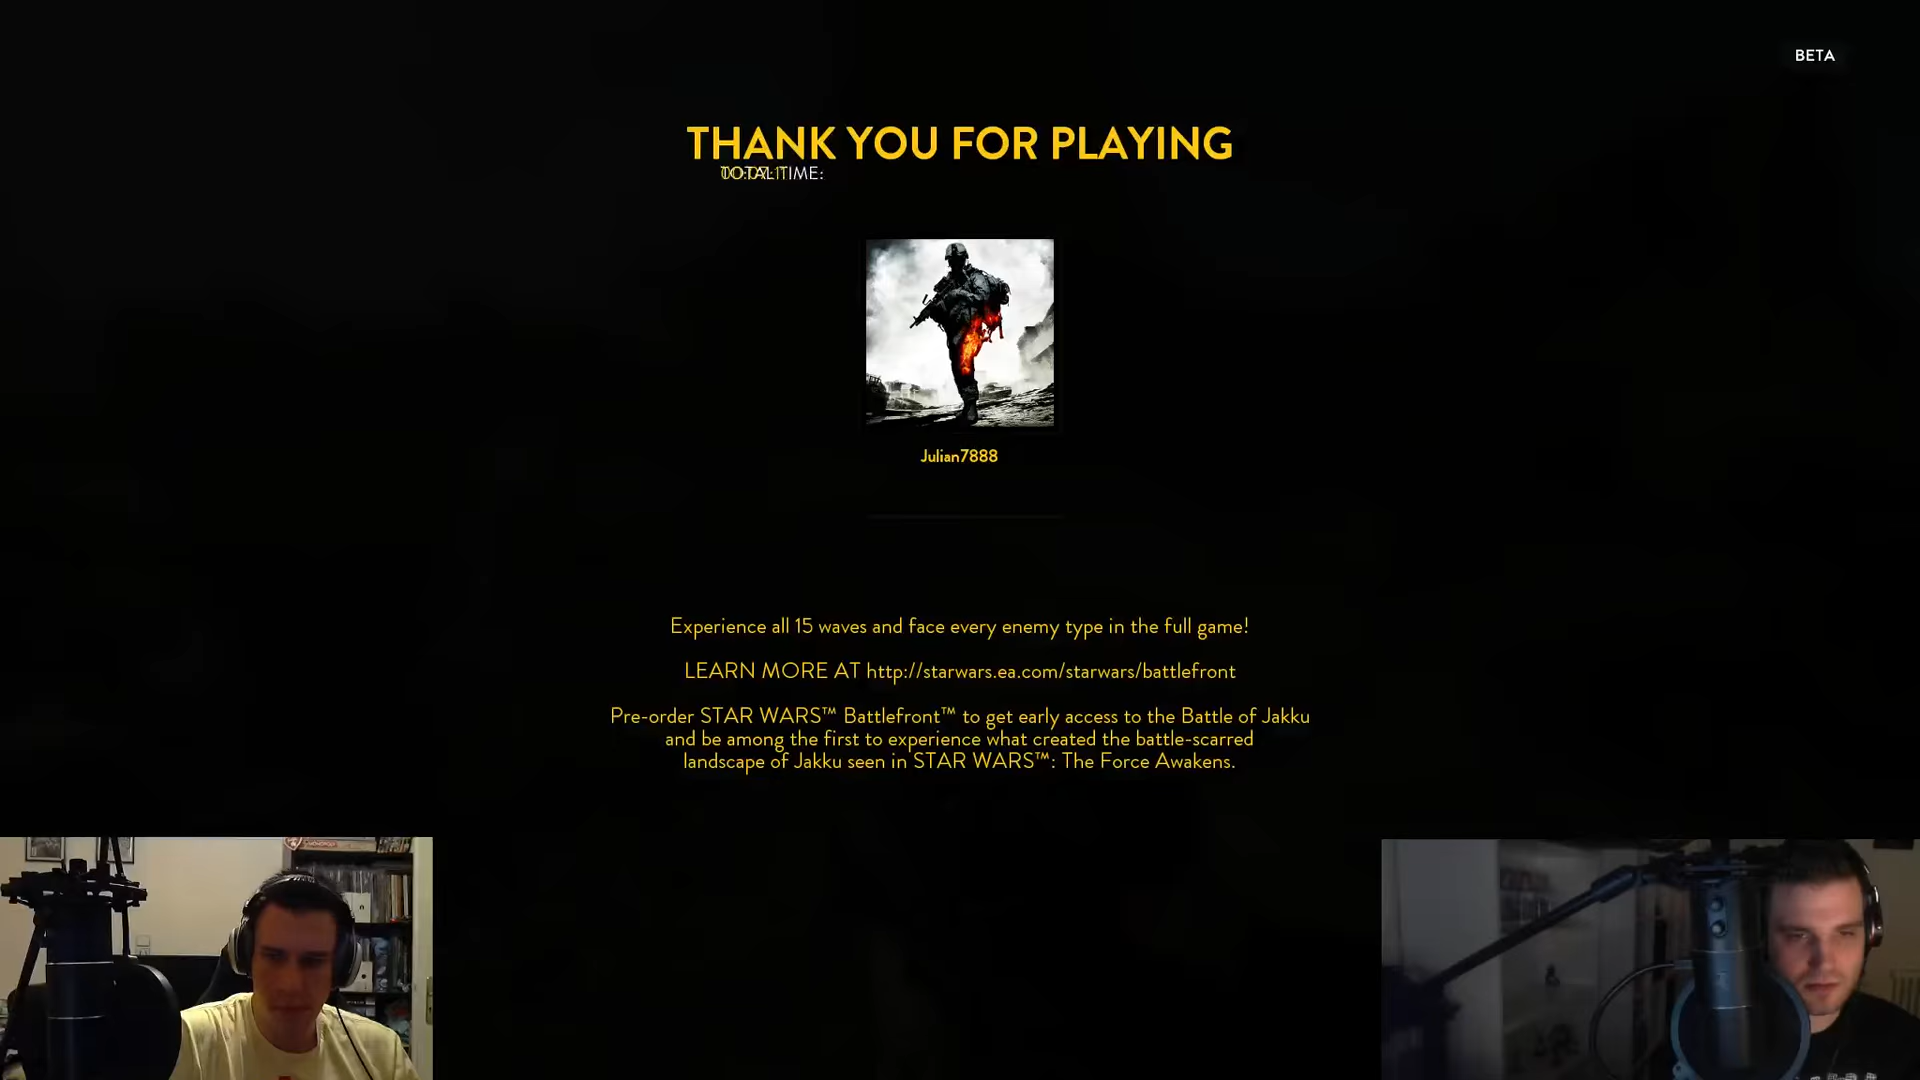 BETA
THANK YOU FOR PLAYING
TOTAL TIME:
Julian7888
Experience all 15 waves and face every enemy type in the full game!
LEARN MORE AT http://starwars.ea.com/starwars/battlefront
Pre-order STAR WARS™ Battlefront™ to get early access to the Battle of Jakku
and be among the first to experience what created the battle-scarred
landscape of Jakku seen in STAR WARS™: The Force Awakens.